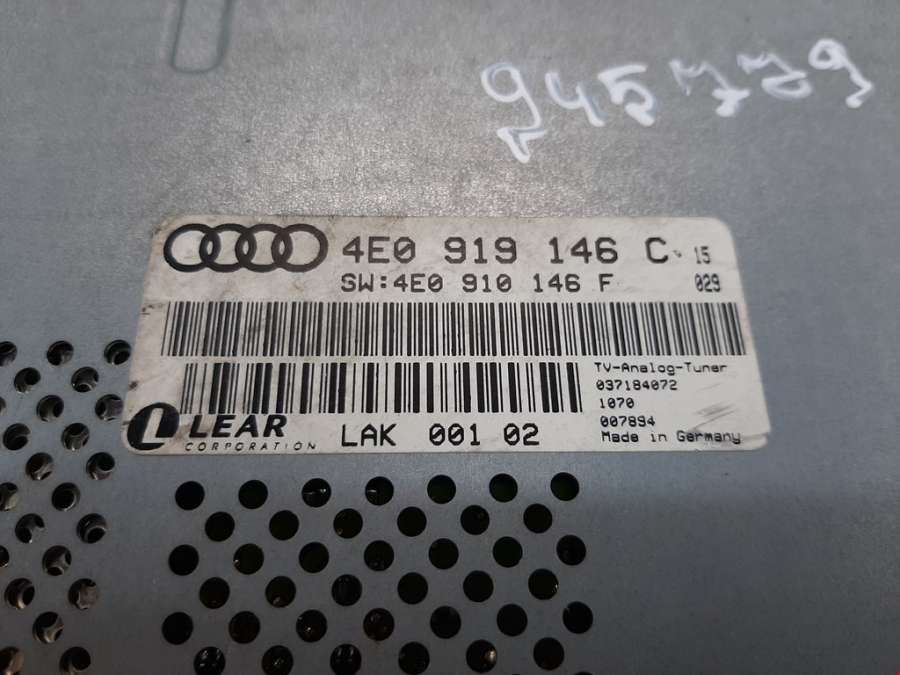 945779
4E0 919 146 C 15
SW:4E0 910 146 F 029
TV-Analog-Tuner
037184072
1070
007894
Made in Germany
LEAR
CORPORATION
LAK 001 02